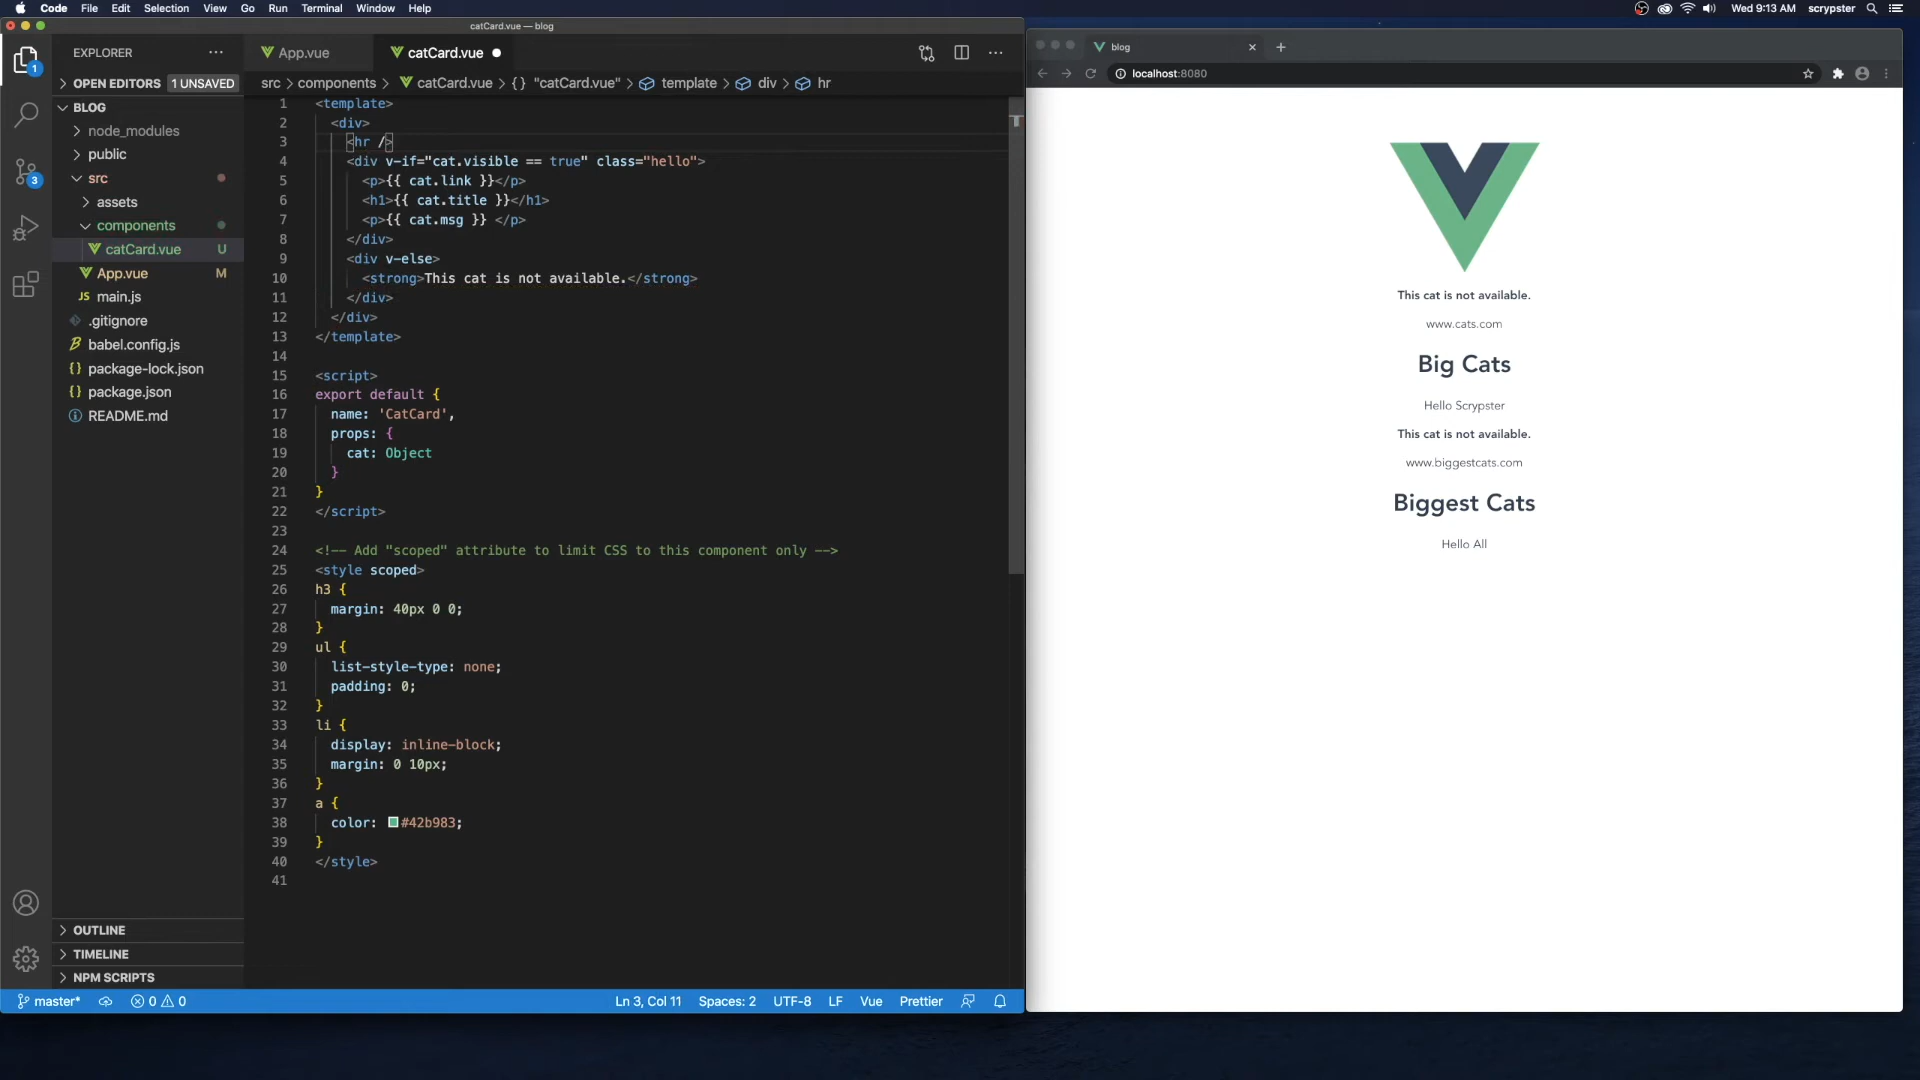 Code File Edit Selection View Go Run Terminal Window Help
Wed 9:13 AM scrypster
catCard.vue — blog
EXPLORER
OPEN EDITORS 1 UNSAVED
BLOG
node_modules
public
src
assets
components
catCard.vue U
App.vue M
main.js
.gitignore
babel.config.js
package-lock.json
package.json
README.md
OUTLINE
TIMELINE
NPM SCRIPTS
1
3
JS
App.vue
catCard.vue
src > components > catCard.vue > {} "catCard.vue" > template > div > hr
1 <template>
2 <div>
3 <hr />
4 <div v-if="cat.visible == true" class="hello">
5 <p>{{ cat.link }}</p>
6 <h1>{{ cat.title }}</h1>
7 <p>{{ cat.msg }} </p>
8 </div>
9 <div v-else>
10 <strong>This cat is not available.</strong>
11 </div>
12 </div>
13 </template>
14
15 <script>
16 export default {
17 name: 'CatCard',
18 props: {
19 cat: Object
20 }
21 }
22 </script>
23
24 <!-- Add "scoped" attribute to limit CSS to this component only -->
25 <style scoped>
26 h3 {
27 margin: 40px 0 0;
28 }
29 ul {
30 list-style-type: none;
31 padding: 0;
32 }
33 li {
34 display: inline-block;
35 margin: 0 10px;
36 }
37 a {
38 color: #42b983;
39 }
40 </style>
41
master* 0 0 Ln 3, Col 11 Spaces: 2 UTF-8 LF Vue Prettier
blog
localhost:8080
This cat is not available.
www.cats.com
Big Cats
Hello Scrypster
This cat is not available.
www.biggestcats.com
Biggest Cats
Hello All